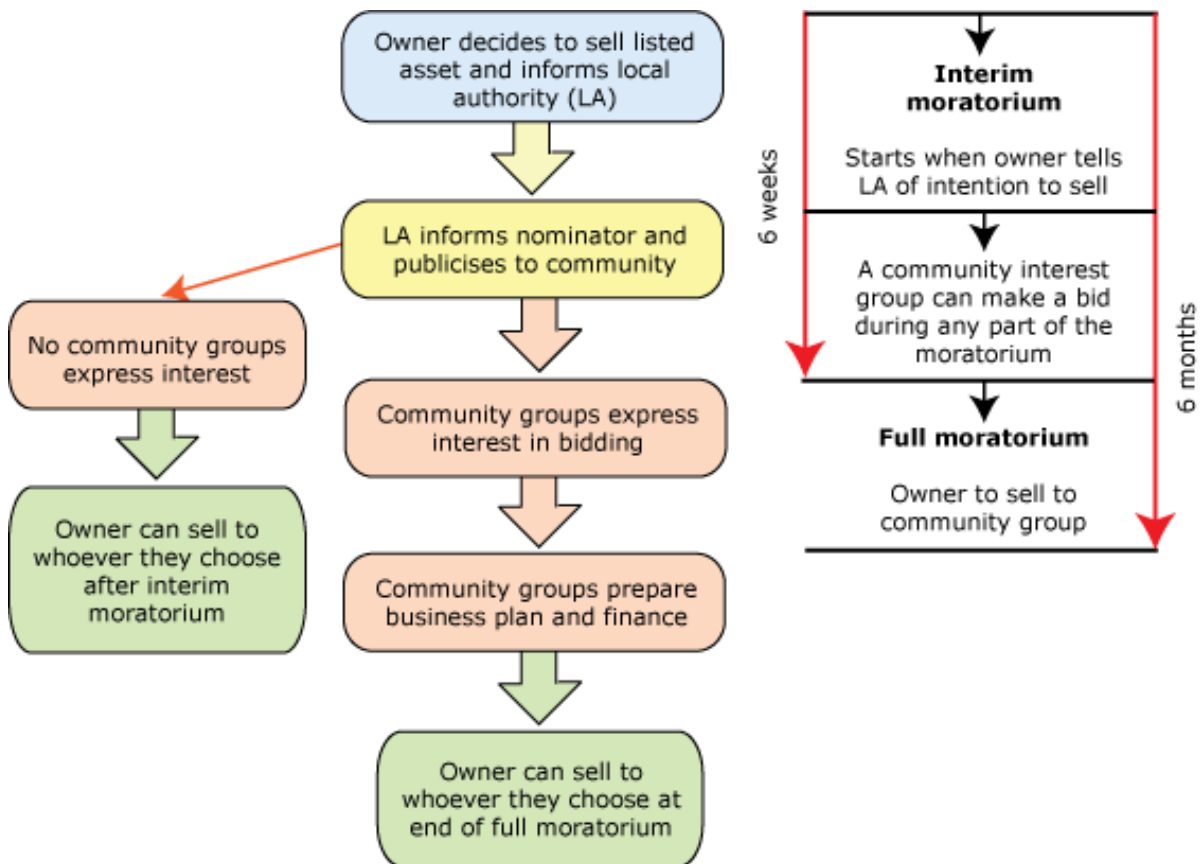 Owner decides to sell listed
asset and informs local
authority (LA)
LA informs nominator and
publicises to community
No community groups
express interest
Owner can sell to
whoever they choose
after interim
moratorium
Community groups express
interest in bidding
Community groups prepare
business plan and finance
Owner can sell to
whoever they choose at
end of full moratorium
6 weeks
Interim
moratorium
Starts when owner tells
LA of intention to sell
A community interest
group can make a bid
during any part of the
moratorium
Full moratorium
Owner to sell to
community group
6 months